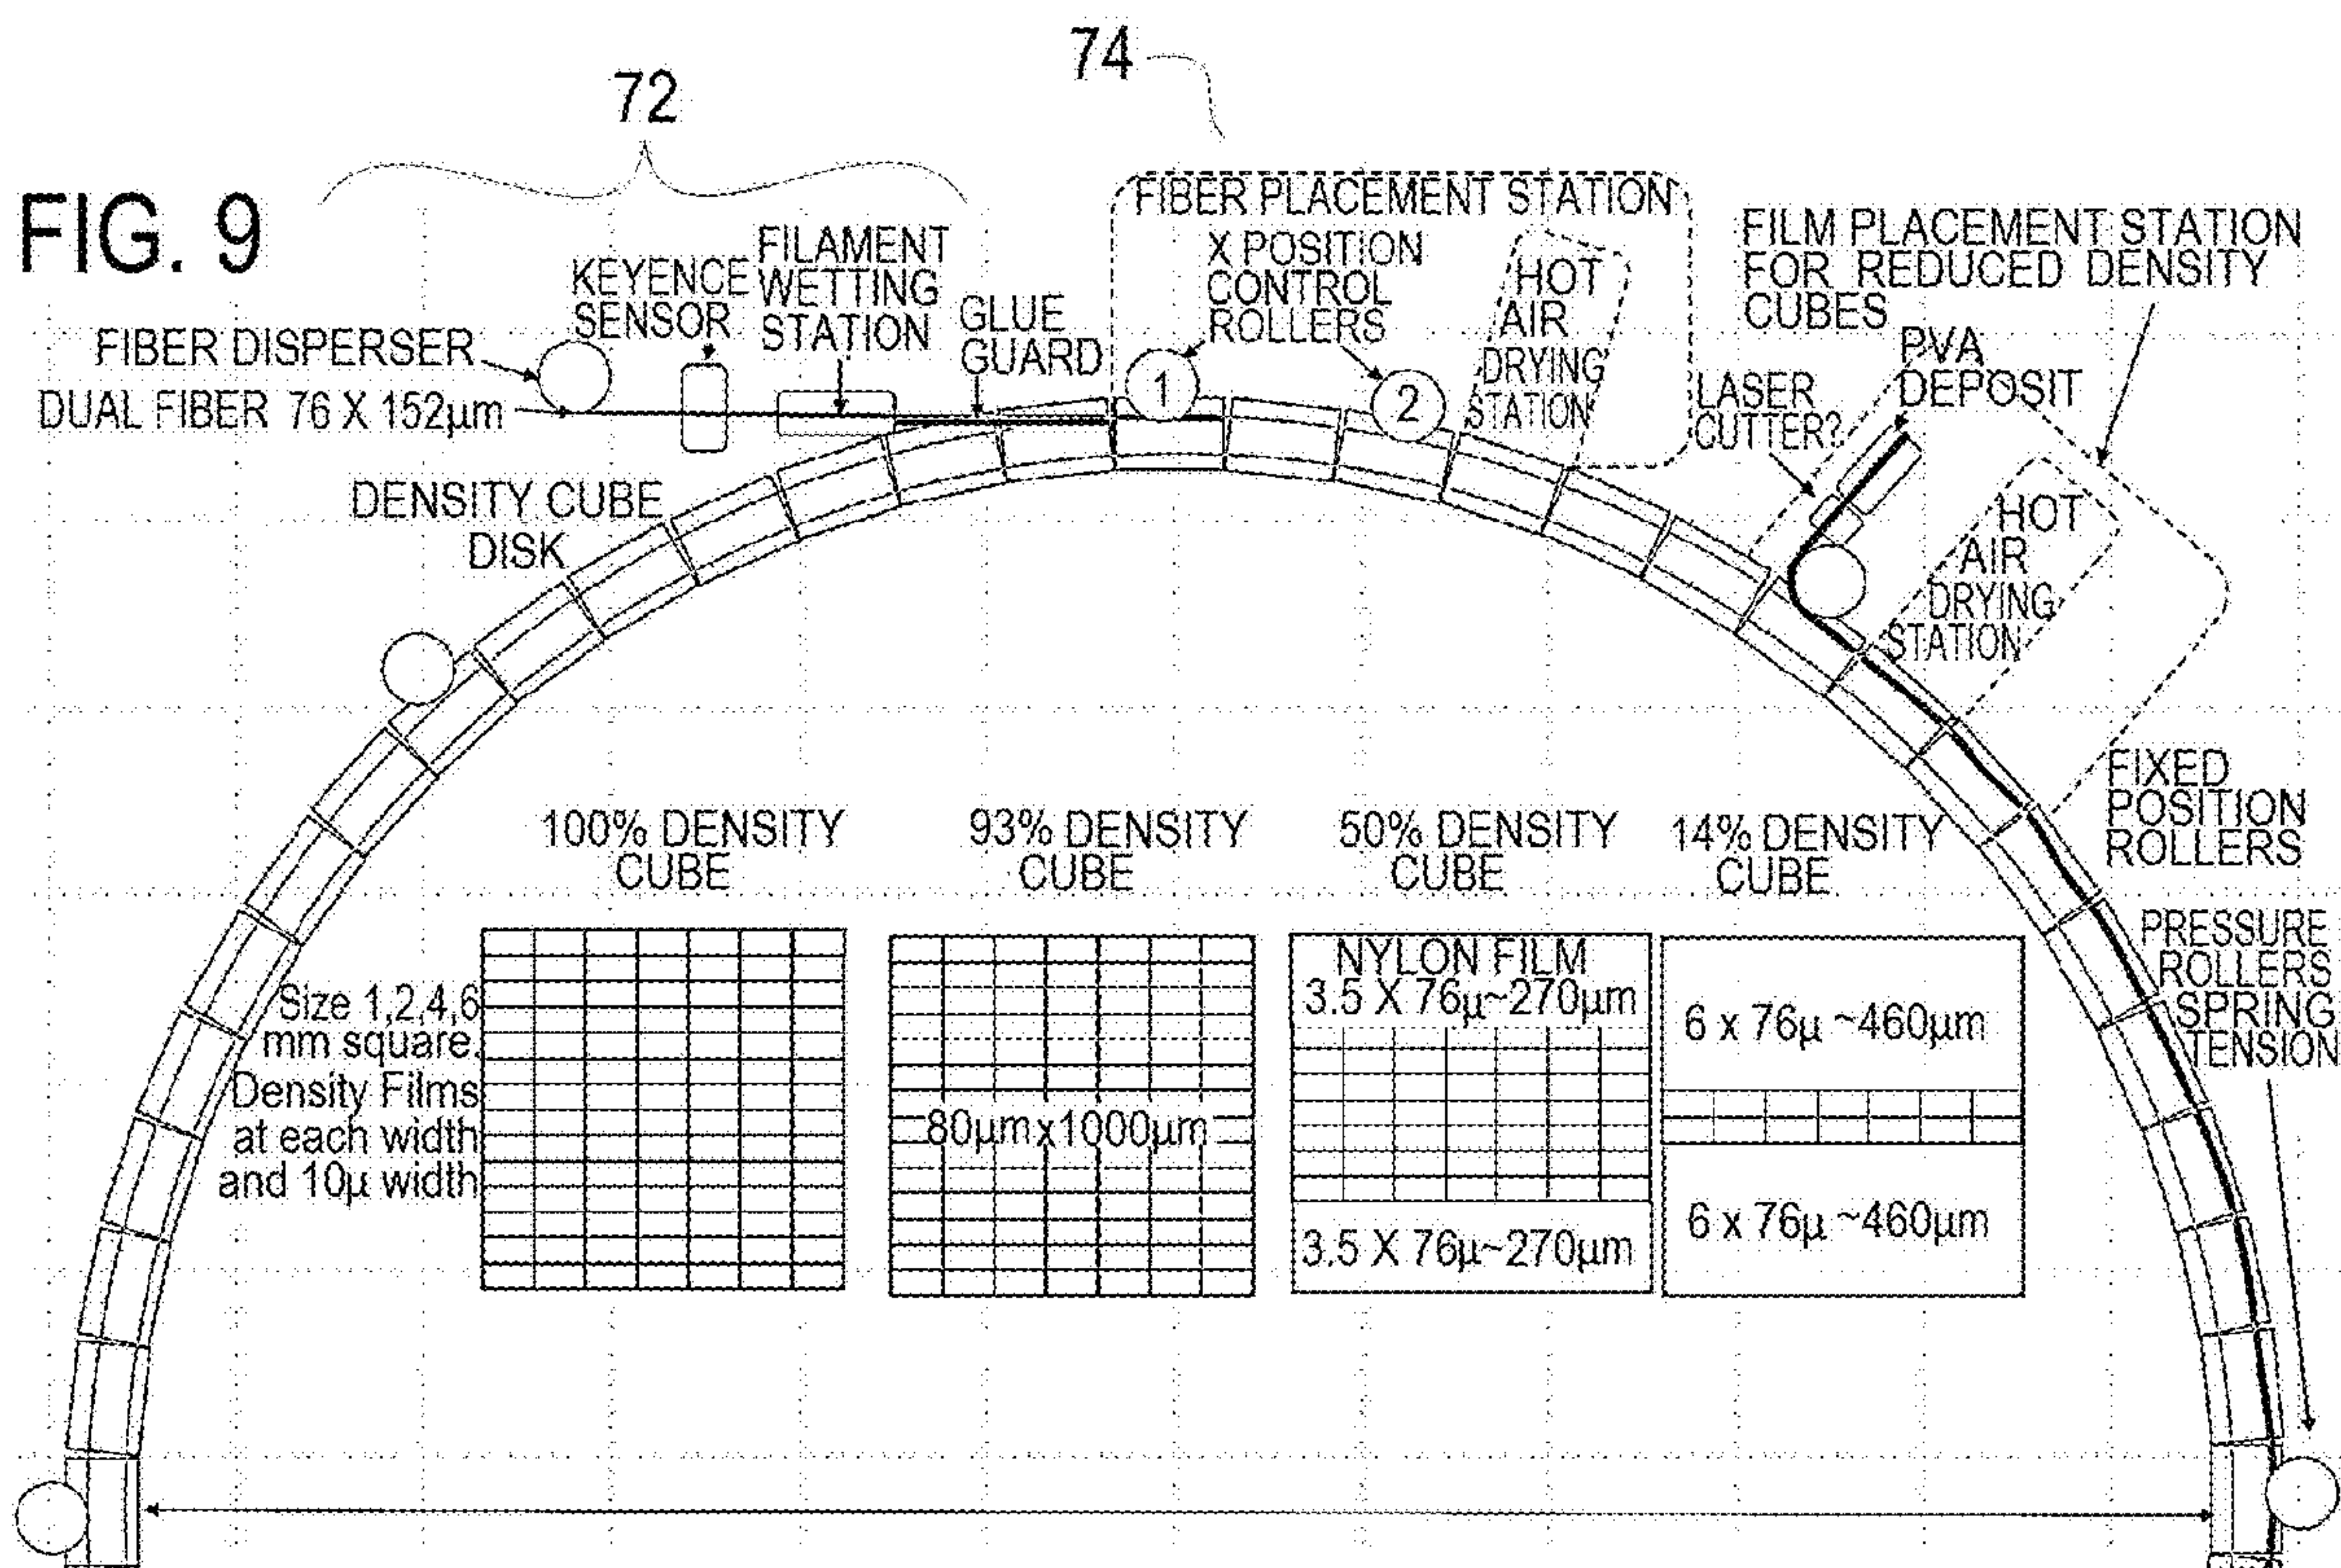 74
72
FIG. 9
FIBER PLACEMENT STATION
X POSITION
CONTROL
ROLLERS
HOT
AIR
DRYING
STATION
FILM PLACEMENT STATION
FOR REDUCED DENSITY
CUBES
KEYENCE
SENSOR
FILAMENT
WETTING
STATION
GLUE
GUARD
FIBER DISPERSER
DUAL FIBER 76 X 152µm
1
2
PVA
DEPOSIT
LASER
CUTTER?
DENSITY CUBE
DISK
HOT
AIR
DRYING
STATION
FIXED
POSITION
ROLLERS
PRESSURE
ROLLERS
SPRING
TENSION
100% DENSITY
CUBE
93% DENSITY
CUBE
50% DENSITY
CUBE
14% DENSITY
CUBE
Size 1,2,4,6
mm square.
Density Films
at each width
and 10µ width
80µmx1000µm
NYLON FILM
3.5 X 76µ~270µm
3.5 X 76µ~270µm
6 x 76µ ~460µm
6 x 76µ ~460µm